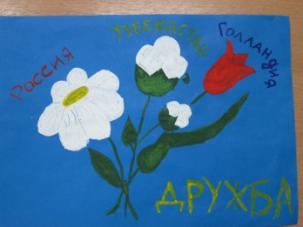 Россия
Узбекистан
Голландия
ДРУЖБА